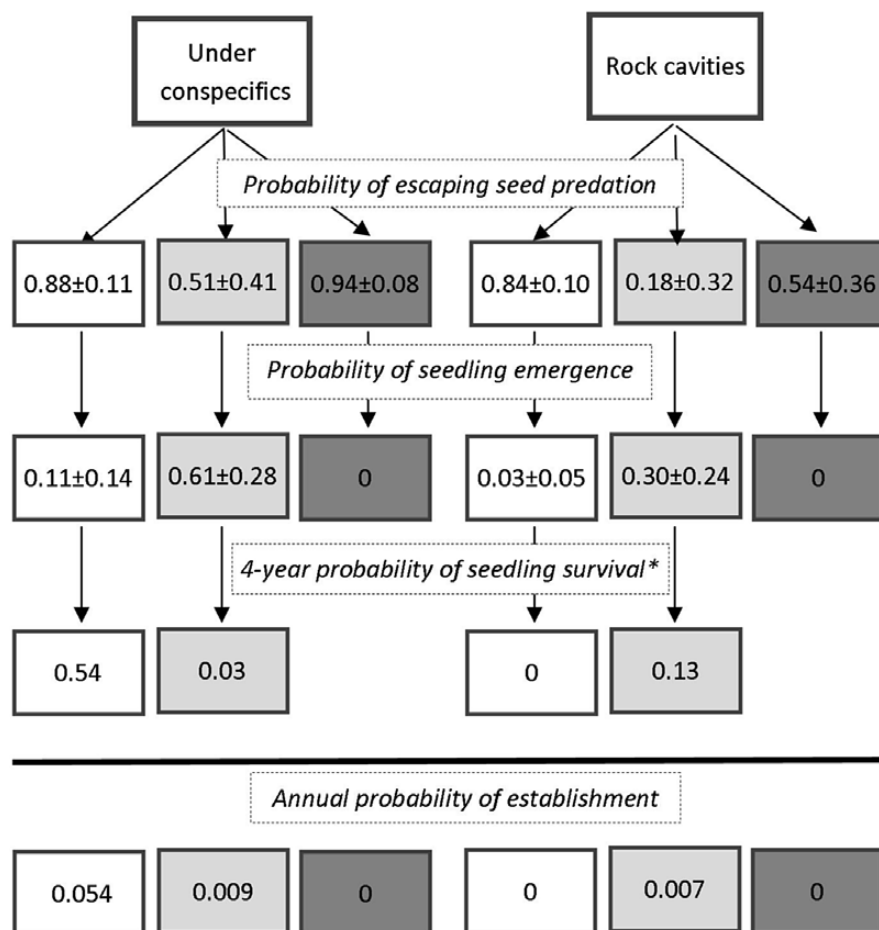 Under
conspecifics
Rock cavities
Probability of escaping seed predation
0.88±0.11 0.51±0.41 0.94±0.08 0.84±0.10 0.18±0.32 0.54±0.36
Probability of seedling emergence
0.11±0.14 0.61±0.28 0 0.03±0.05 0.30±0.24 0
4-year probability of seedling survival*
0.54 0.03 0 0.13
Annual probability of establishment
0.054 0.009 0 0 0.007 0